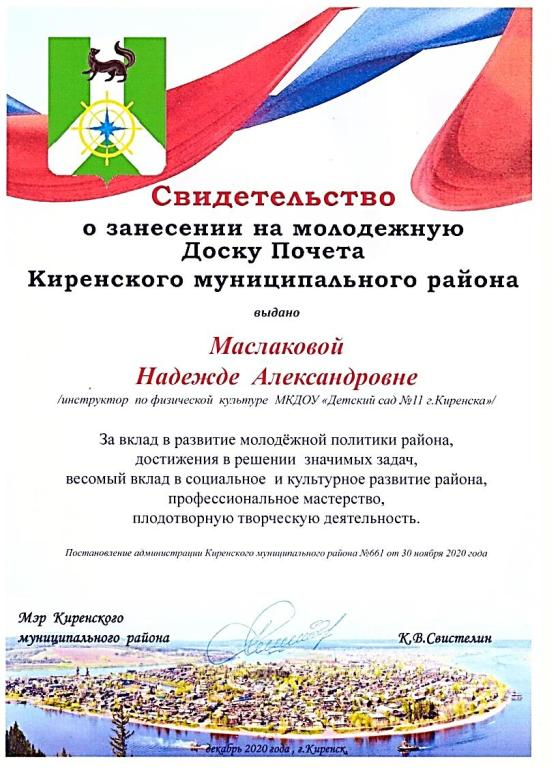 Свидетельство
о занесении на молодежную
Доску Почета
Киренского муниципального района
выдано
Маслаковой
Надежде Александровне
/инструктор по физической культуре МКДОУ «Детский сад №11 г.Киренска»/
За вклад в развитие молодёжной политики района,
достижения в решении значимых задач,
весомый вклад в социальное и культурное развитие района,
профессиональное мастерство,
плодотворную творческую деятельность.
Постановление администрации Киренского муниципального района №661 от 30 ноября 2020 года
Мэр Киренского
муниципального района
К.В.Свистелин
декабрь 2020 года , г.Киренск.